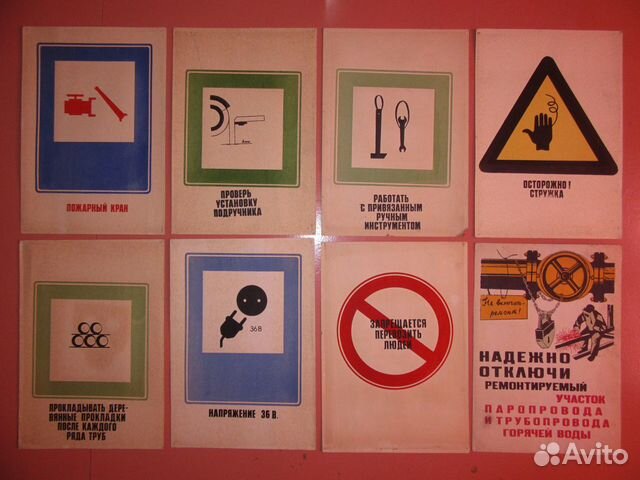 ПОЖАРНЫЙ КРАН
ПРОВЕРЬ
УСТАНОВКУ
ПОДРУЧНИКА
РАБОТАТЬ
С ПРИВЯЗАННЫМ
РУЧНЫМ
ИНСТРУМЕНТОМ
ОСТОРОЖНО!
СТРУЖКА
ПРОКЛАДЫВАТЬ ДЕРЕ-
ВЯННЫЕ ПРОКЛАДКИ
ПОСЛЕ КАЖДОГО
РЯДА ТРУБ
36В
НАПРЯЖЕНИЕ 36 В.
ЗАПРЕЩАЕТСЯ
ПЕРЕВОЗИТЬ
ЛЮДЕЙ
Не включ.
ремонт!
НАДЕЖНО
ОТКЛЮЧИ
РЕМОНТИРУЕМЫЙ
УЧАСТОК
ПАРОПРОВОДА
И ТРУБОПРОВОДА
ГОРЯЧЕЙ ВОДЫ
Avito